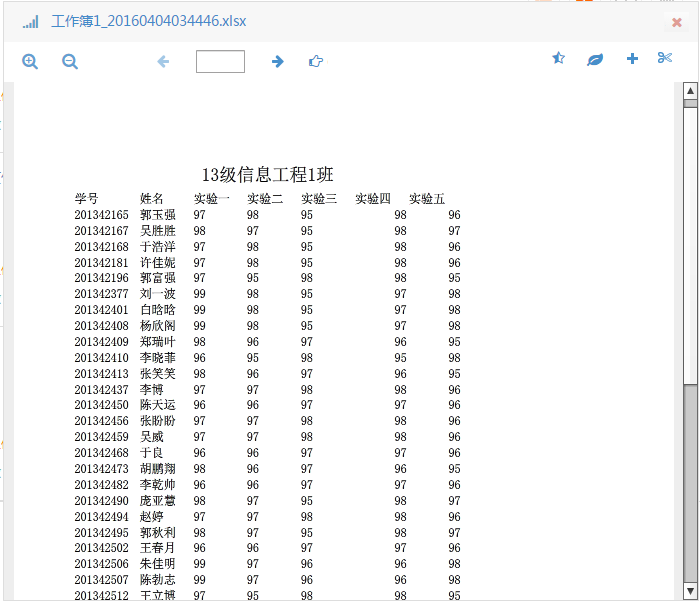 工作簿1_20160404034446.xlsx
13级信息工程1班
学号 姓名 实验一 实验二 实验三 实验四 实验五
201342165 郭玉强 97 98 95 98 96
201342167 吴胜胜 98 97 95 98 97
201342168 于浩洋 97 98 95 98 96
201342181 许佳妮 97 98 95 98 96
201342196 郭富强 97 95 98 98 95
201342377 刘一波 99 98 95 97 98
201342401 白晗晗 99 98 95 97 98
201342408 杨欣阁 99 98 95 97 98
201342409 郑瑞叶 98 96 97 96 95
201342410 李晓菲 96 95 98 95 98
201342413 张笑笑 98 96 97 96 95
201342437 李博 97 97 98 98 96
201342450 陈天运 96 96 97 97 96
201342456 张盼盼 97 97 98 98 96
201342459 吴威 97 97 98 98 96
201342468 于良 96 96 97 97 96
201342473 胡鹏翔 98 96 97 96 95
201342482 李乾帅 96 96 97 97 96
201342490 庞亚慧 98 97 95 98 97
201342494 赵婷 97 97 98 98 96
201342495 郭秋利 98 97 95 98 97
201342502 王春月 96 96 97 97 96
201342506 朱佳明 99 97 96 96 98
201342507 陈勃志 99 97 96 96 98
201342512 王立博 97 95 98 98 95